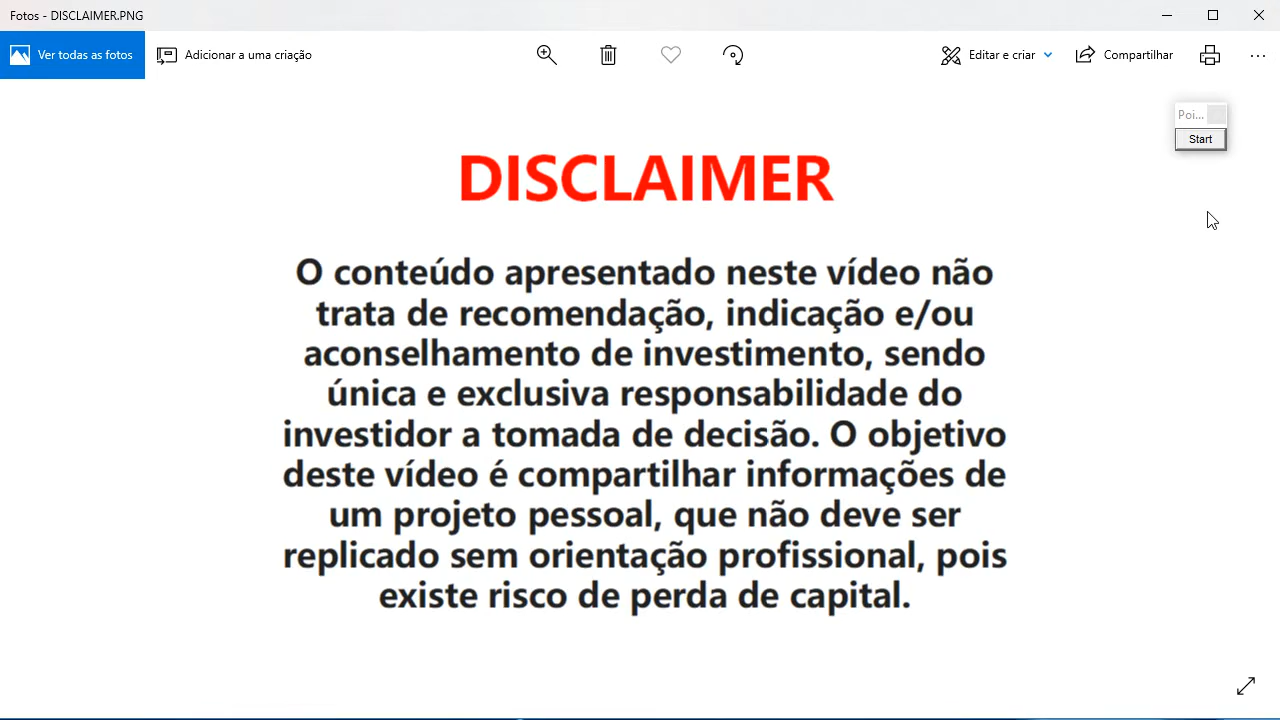 Fotos - DISCLAIMER.PNG
Ver todas as fotos
Adicionar a uma criação
Editar e criar
Compartilhar
Poi...
Start
DISCLAIMER
O conteúdo apresentado neste vídeo não
trata de recomendação, indicação e/ou
aconselhamento de investimento, sendo
única e exclusiva responsabilidade do
investidor a tomada de decisão. O objetivo
deste vídeo é compartilhar informações de
um projeto pessoal, que não deve ser
replicado sem orientação profissional, pois
existe risco de perda de capital.